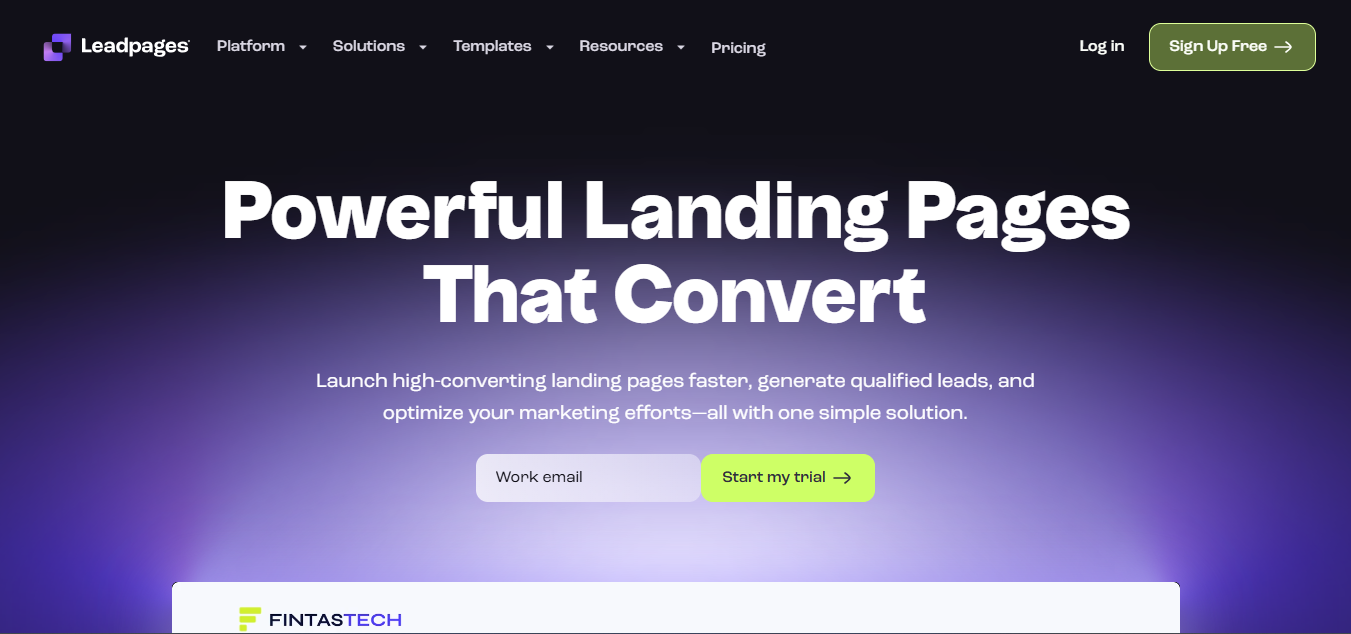 Leadpages
Platform
Solutions
Templates
Resources
Pricing
Log in
Sign Up Free
Powerful Landing Pages
That Convert
Launch high-converting landing pages faster, generate qualified leads, and
optimize your marketing efforts—all with one simple solution.
Work email
Start my trial
FINTASTECH